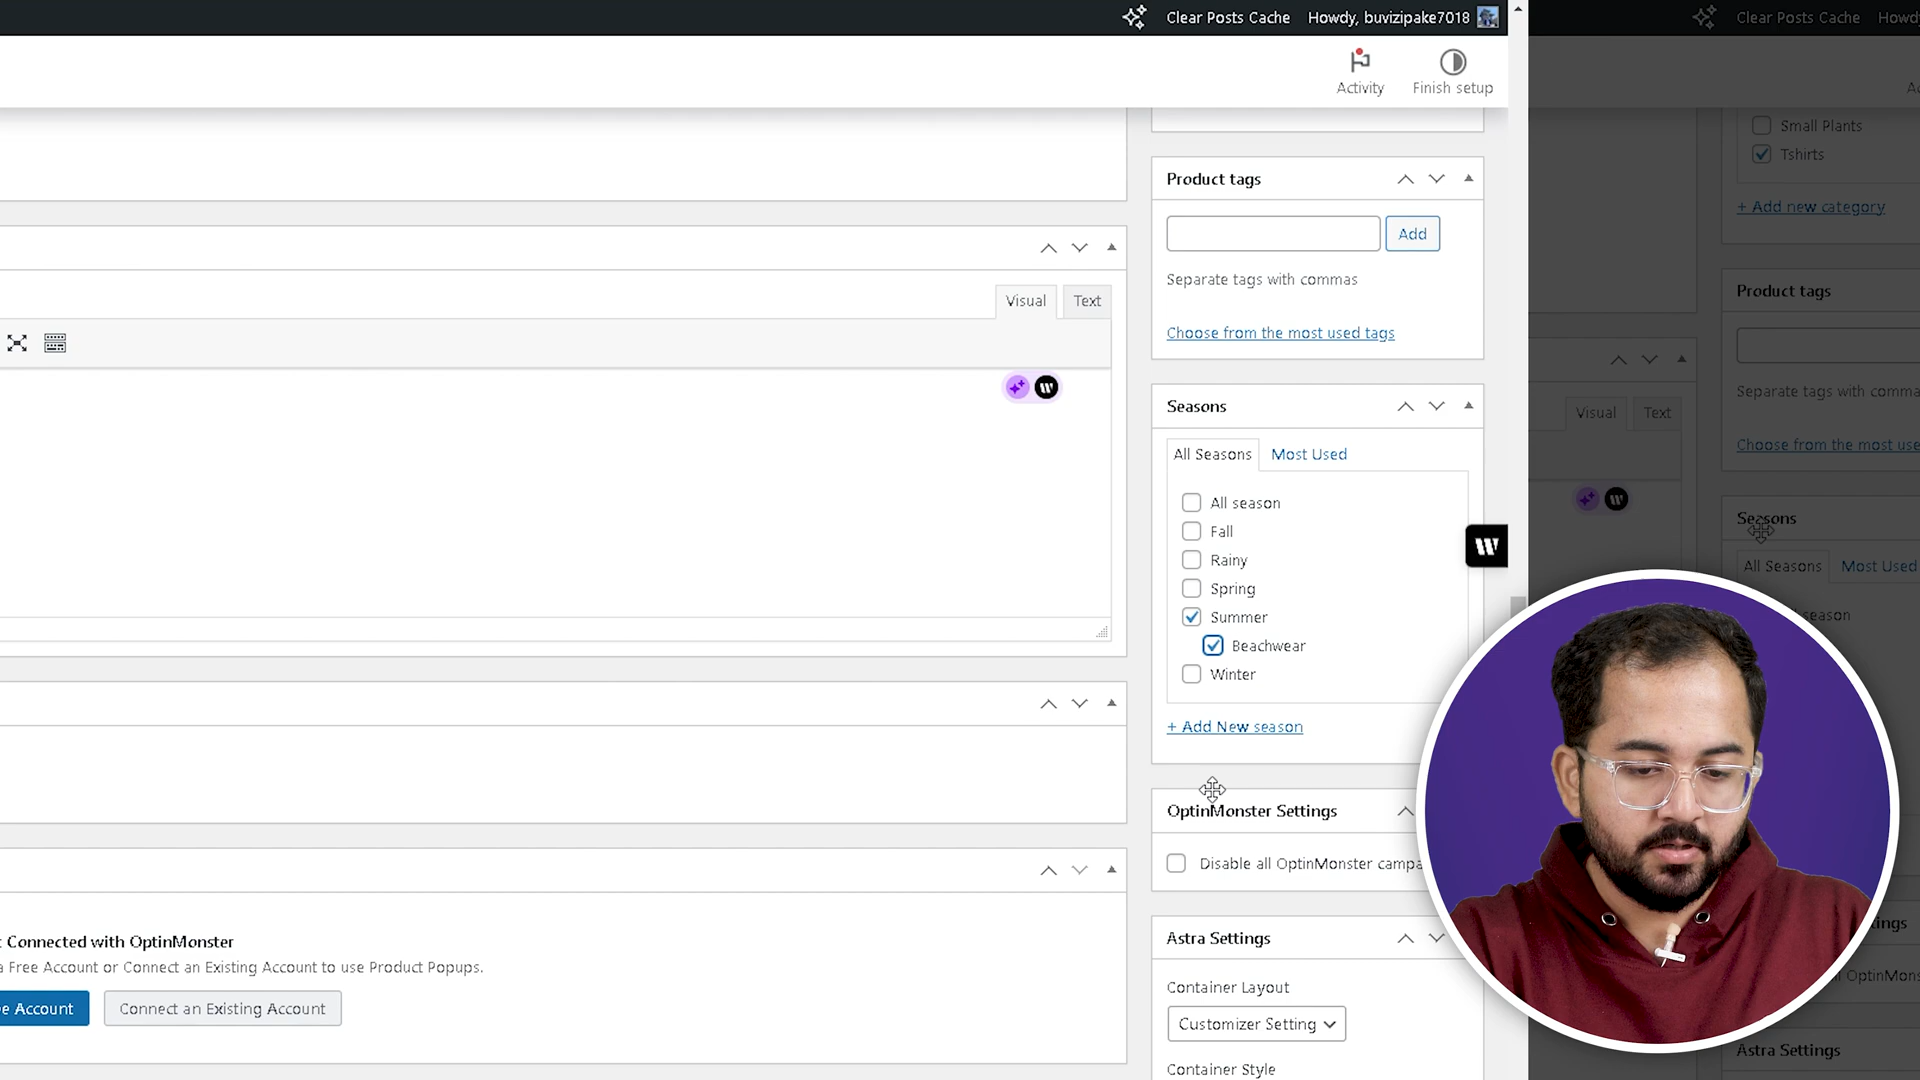 Clear Posts Cache
Howdy, buvizipake7018
Clear Posts Cache
Howdy
Activity
Finish setup
Small Plants
Tshirts
+ Add new category
Product tags
Add
Separate tags with commas
Choose from the most used tags
Visual
Text
Seasons
All Seasons
Most Used
All season
Fall
Rainy
Spring
Summer
Beachwear
Winter
+ Add New season
OptinMonster Settings
Disable all OptinMonster campa
Connected with OptinMonster
a Free Account or Connect an Existing Account to use Product Popups.
e Account
Connect an Existing Account
Astra Settings
Container Layout
Customizer Setting
Container Style
Product tags
Separate tags with comma
Choose from the most use
Visual
Text
Seasons
All Seasons
Most Used
season
ngs
OptinMons
Astra Settings